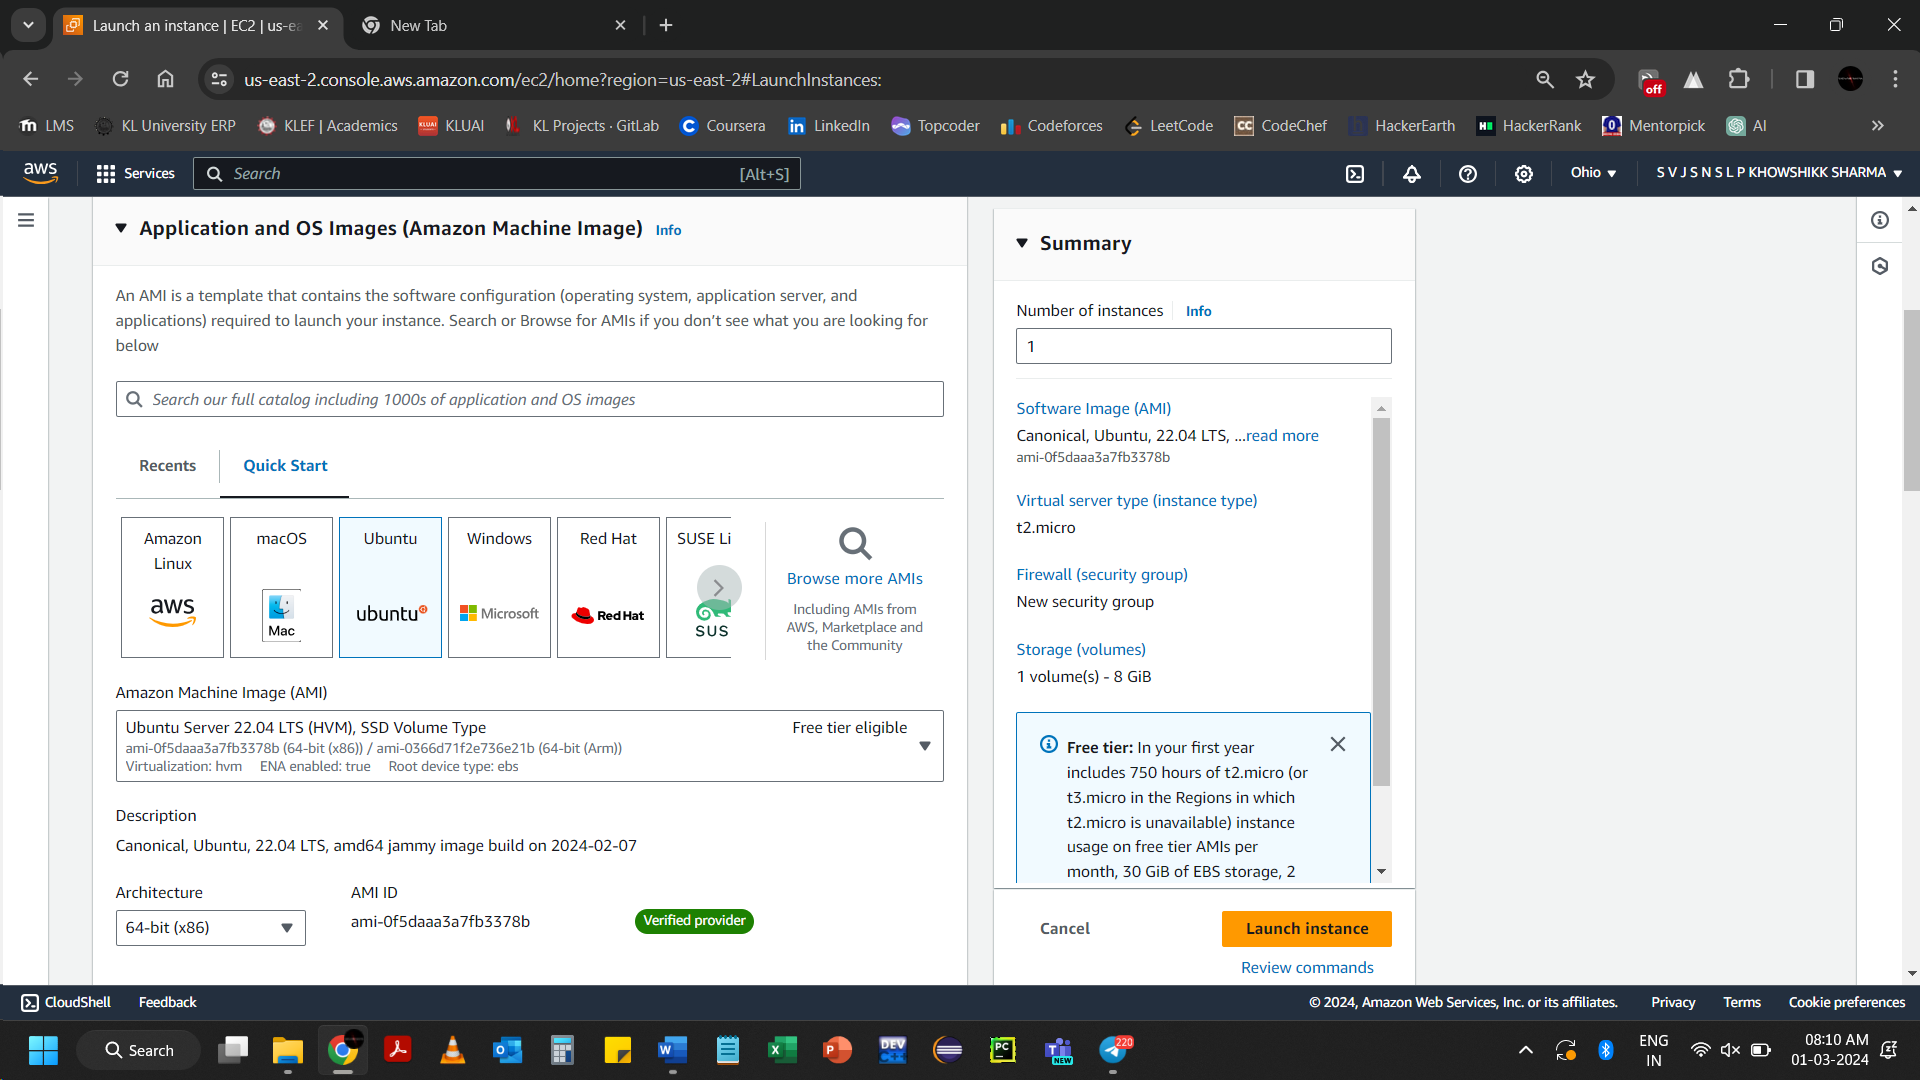 Launch an instance | EC2 | us-ea
New Tab
us-east-2.console.aws.amazon.com/ec2/home?region=us-east-2#LaunchInstances:
off
LMS
KL University ERP
KLEF | Academics
KLUAI
KL Projects · GitLab
Coursera
LinkedIn
Topcoder
Codeforces
LeetCode
CodeChef
HackerEarth
HackerRank
Mentorpick
AI
aws
Services
Search
[Alt+S]
Ohio
S V J S N S L P KHOWSHIKK SHARMA
Application and OS Images (Amazon Machine Image) Info
An AMI is a template that contains the software configuration (operating system, application server, and
applications) required to launch your instance. Search or Browse for AMIs if you don't see what you are looking for
below
Search our full catalog including 1000s of application and OS images
Recents
Quick Start
Amazon
Linux
aws
macOS
Mac
Ubuntu
ubuntu
Windows
Microsoft
Red Hat
Red Hat
SUSE Li
SUS
Browse more AMIs
Including AMIs from
AWS, Marketplace and
the Community
Amazon Machine Image (AMI)
Ubuntu Server 22.04 LTS (HVM), SSD Volume Type
Free tier eligible
ami-0f5daaa3a7fb3378b (64-bit (x86)) / ami-0366d71f2e736e21b (64-bit (Arm))
Virtualization: hvm ENA enabled: true Root device type: ebs
Description
Canonical, Ubuntu, 22.04 LTS, amd64 jammy image build on 2024-02-07
Architecture
AMI ID
64-bit (x86)
ami-0f5daaa3a7fb3378b
Verified provider
Summary
Number of instances
Info
1
Software Image (AMI)
Canonical, Ubuntu, 22.04 LTS, ...read more
ami-0f5daaa3a7fb3378b
Virtual server type (instance type)
t2.micro
Firewall (security group)
New security group
Storage (volumes)
1 volume(s) - 8 GiB
Free tier: In your first year
includes 750 hours of t2.micro (or
t3.micro in the Regions in which
t2.micro is unavailable) instance
usage on free tier AMIs per
month, 30 GiB of EBS storage, 2
Cancel
Launch instance
Review commands
CloudShell
Feedback
© 2024, Amazon Web Services, Inc. or its affiliates.
Privacy
Terms
Cookie preferences
Search
DEV
PC
NEW
220
ENG
IN
08:10 AM
01-03-2024